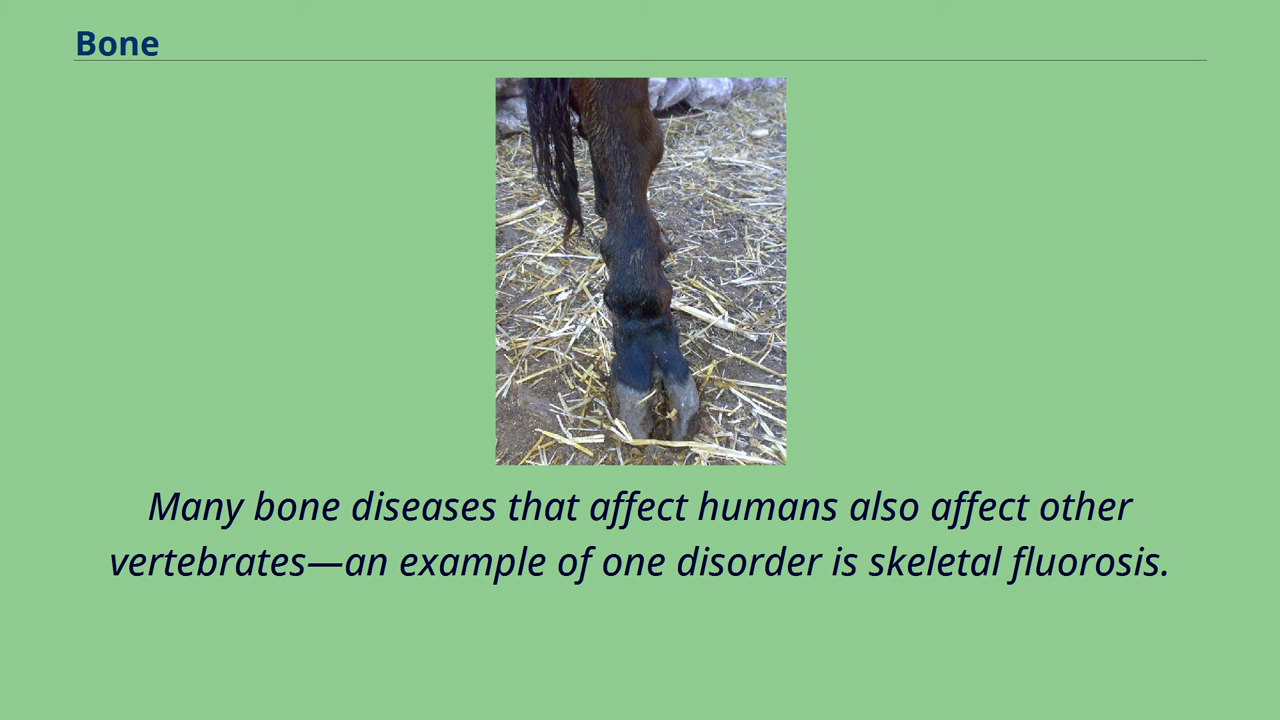 Bone
Many bone diseases that affect humans also affect other
vertebrates—an example of one disorder is skeletal fluorosis.